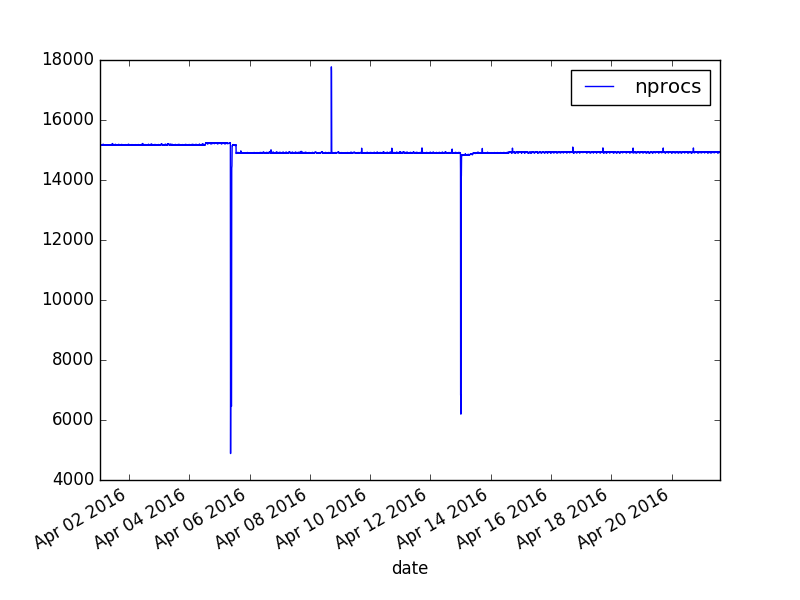 18000
16000
14000
12000
10000
8000
6000
4000
nprocs
Apr 02 2016
Apr 04 2016
Apr 06 2016
Apr 08 2016
Apr 10 2016
Apr 12 2016
Apr 14 2016
Apr 16 2016
Apr 18 2016
Apr 20 2016
date